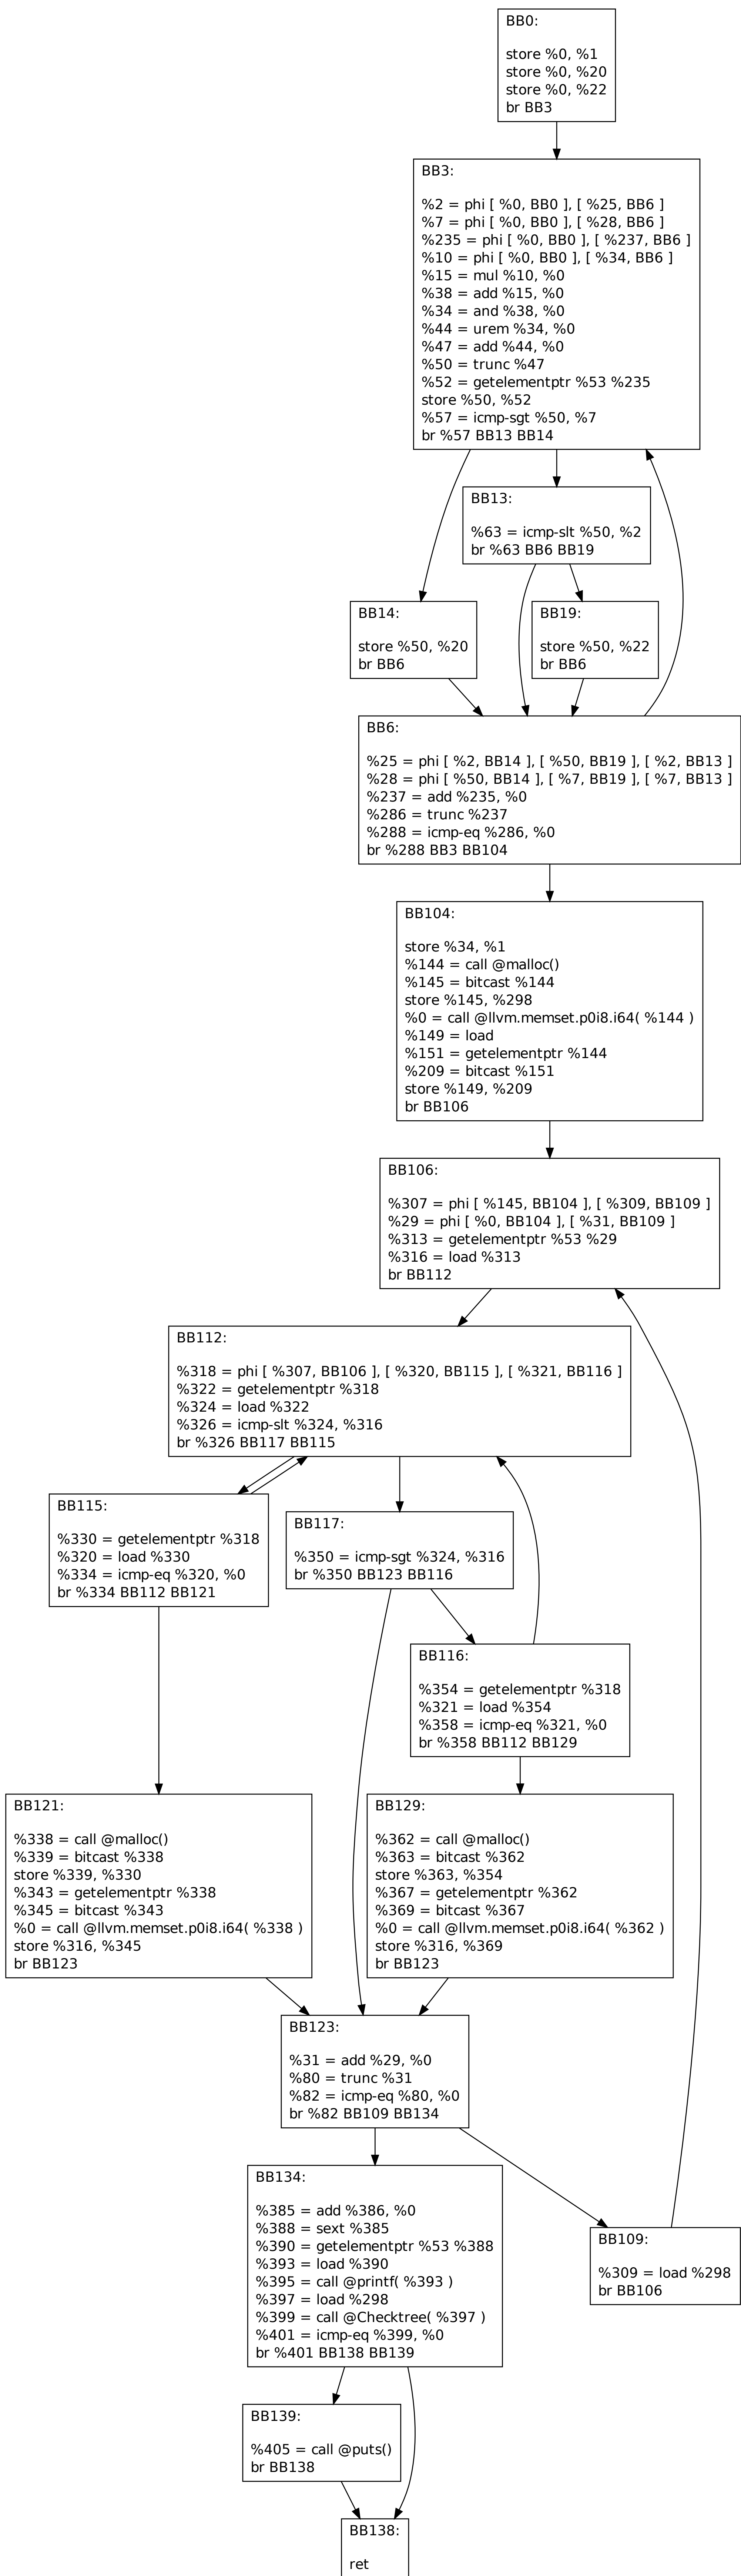 BB0:
store %0, %1
store %0, %20
store %0, %22
br BB3
BB3:
%2 = phi [ %0, BB0 ], [ %25, BB6 ]
%7 = phi [ %0, BB0 ], [ %28, BB6 ]
%235 = phi [ %0, BB0 ], [ %237, BB6 ]
%10 = phi [ %0, BB0 ], [ %34, BB6 ]
%15 = mul %10, %0
%38 = add %15, %0
%34 = and %38, %0
%44 = urem %34, %0
%47 = add %44, %0
%50 = trunc %47
%52 = getelementptr %53 %235
store %50, %52
%57 = icmp-sgt %50, %7
br %57 BB13 BB14
BB13:
%63 = icmp-slt %50, %2
br %63 BB6 BB19
BB14:
store %50, %20
br BB6
BB19:
store %50, %22
br BB6
BB6:
%25 = phi [ %2, BB14 ], [ %50, BB19 ], [ %2, BB13 ]
%28 = phi [ %50, BB14 ], [ %7, BB19 ], [ %7, BB13 ]
%237 = add %235, %0
%286 = trunc %237
%288 = icmp-eq %286, %0
br %288 BB3 BB104
BB104:
store %34, %1
%144 = call @malloc()
%145 = bitcast %144
store %145, %298
%0 = call @llvm.memset.p0i8.i64( %144 )
%149 = load
%151 = getelementptr %144
%209 = bitcast %151
store %149, %209
br BB106
BB106:
%307 = phi [ %145, BB104 ], [ %309, BB109 ]
%29 = phi [ %0, BB104 ], [ %31, BB109 ]
%313 = getelementptr %53 %29
%316 = load %313
br BB112
BB112:
%318 = phi [ %307, BB106 ], [ %320, BB115 ], [ %321, BB116 ]
%322 = getelementptr %318
%324 = load %322
%326 = icmp-slt %324, %316
br %326 BB117 BB115
BB115:
%330 = getelementptr %318
%320 = load %330
%334 = icmp-eq %320, %0
br %334 BB112 BB121
BB117:
%350 = icmp-sgt %324, %316
br %350 BB123 BB116
BB116:
%354 = getelementptr %318
%321 = load %354
%358 = icmp-eq %321, %0
br %358 BB112 BB129
BB121:
%338 = call @malloc()
%339 = bitcast %338
store %339, %330
%343 = getelementptr %338
%345 = bitcast %343
%0 = call @llvm.memset.p0i8.i64( %338 )
store %316, %345
br BB123
BB129:
%362 = call @malloc()
%363 = bitcast %362
store %363, %354
%367 = getelementptr %362
%369 = bitcast %367
%0 = call @llvm.memset.p0i8.i64( %362 )
store %316, %369
br BB123
BB123:
%31 = add %29, %0
%80 = trunc %31
%82 = icmp-eq %80, %0
br %82 BB109 BB134
BB134:
%385 = add %386, %0
%388 = sext %385
%390 = getelementptr %53 %388
%393 = load %390
%395 = call @printf( %393 )
%397 = load %298
%399 = call @Checktree( %397 )
%401 = icmp-eq %399, %0
br %401 BB138 BB139
BB109:
%309 = load %298
br BB106
BB139:
%405 = call @puts()
br BB138
BB138:
ret